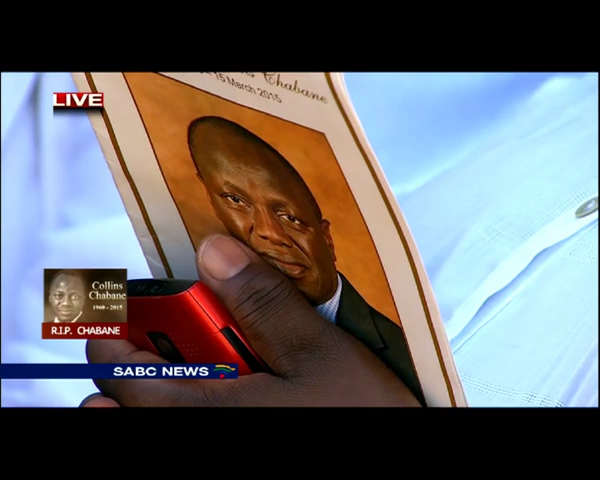 Chabane
15 March 2015
LIVE
Collins
Chabane
1960 - 2015
R.I.P. CHABANE
SABC NEWS